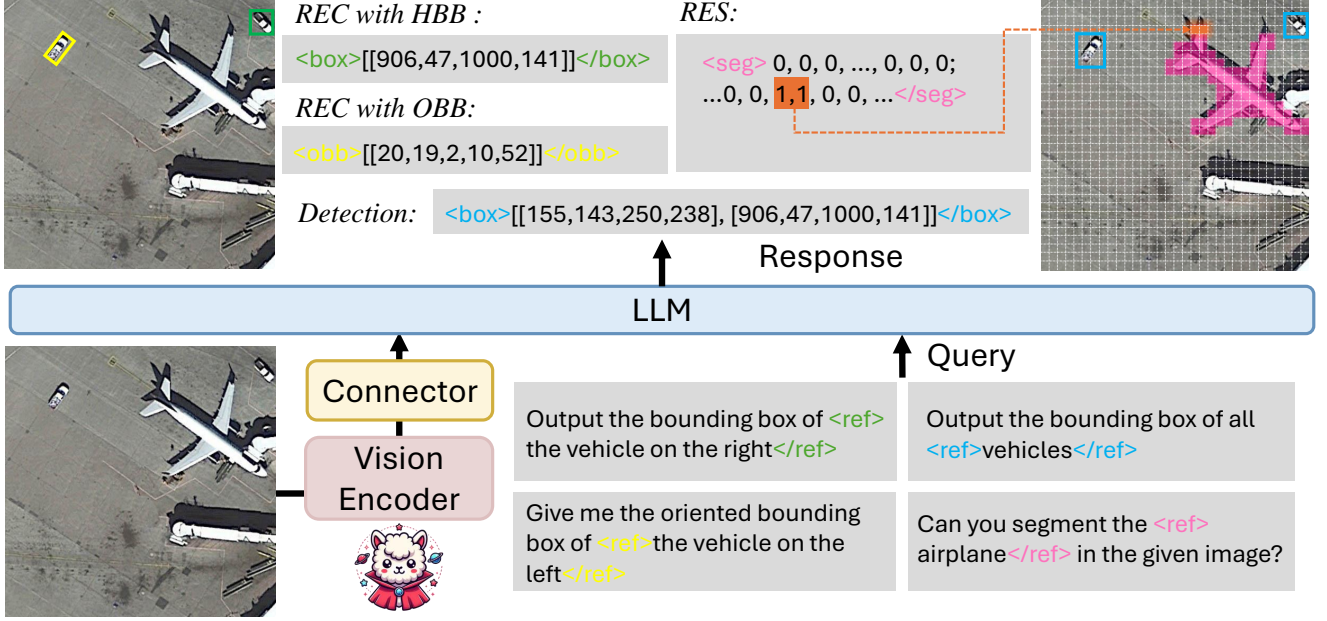 REC with HBB :
<box>[[906,47,1000,141]]</box>
REC with OBB:
<obb>[[20,19,2,10,52]]</obb>
RES:
<seg> 0, 0, 0, ..., 0, 0, 0;
...0, 0, 1,1, 0, 0, ...</seg>
Detection:
<box>[[155,143,250,238], [906,47,1000,141]]</box>
Response
LLM
Connector
Vision
Encoder
Query
Output the bounding box of <ref>
the vehicle on the right</ref>
Output the bounding box of all
<ref>vehicles</ref>
Give me the oriented bounding
box of <ref>the vehicle on the
left</ref>
Can you segment the <ref>
airplane</ref> in the given image?